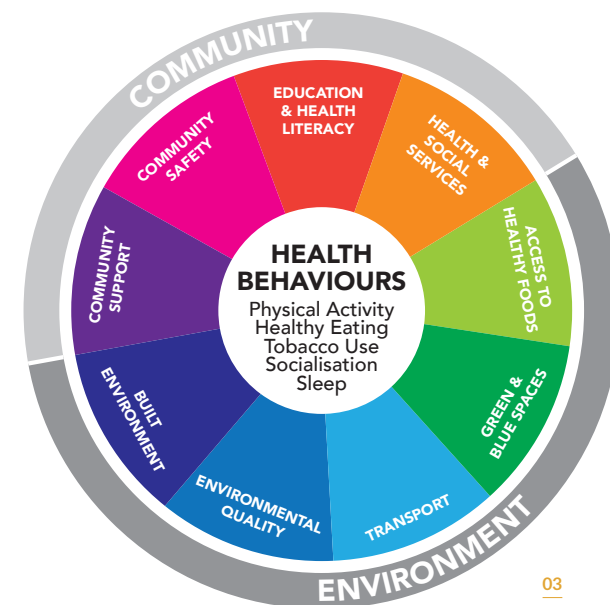 COMMUNITY
EDUCATION
& HEALTH
LITERACY
HEALTH &
SOCIAL
SERVICES
ACCESS TO
HEALTHY FOODS
GREEN &
BLUE SPACES
TRANSPORT
ENVIRONMENTAL
QUALITY
BUILT
ENVIRONMENT
COMMUNITY
SUPPORT
COMMUNITY
SAFETY
HEALTH
BEHAVIOURS
Physical Activity
Healthy Eating
Tobacco Use
Socialisation
Sleep
ENVIRONMENT
03